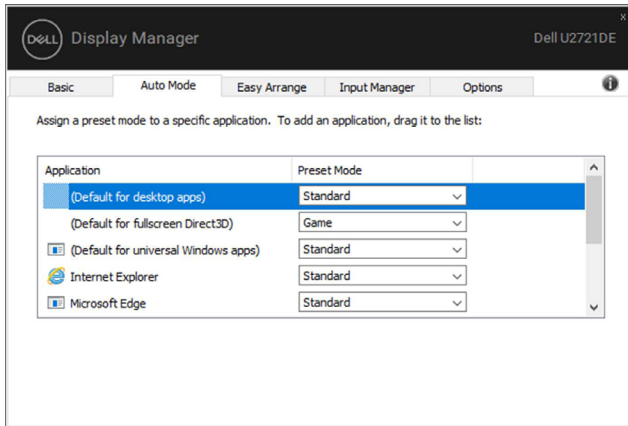 x
DELL Display Manager Dell U2721DE
Basic Auto Mode Easy Arrange Input Manager Options
Assign a preset mode to a specific application. To add an application, drag it to the list:
Application Preset Mode
(Default for desktop apps) Standard
(Default for fullscreen Direct3D) Game
(Default for universal Windows apps) Standard
Internet Explorer Standard
Microsoft Edge Standard